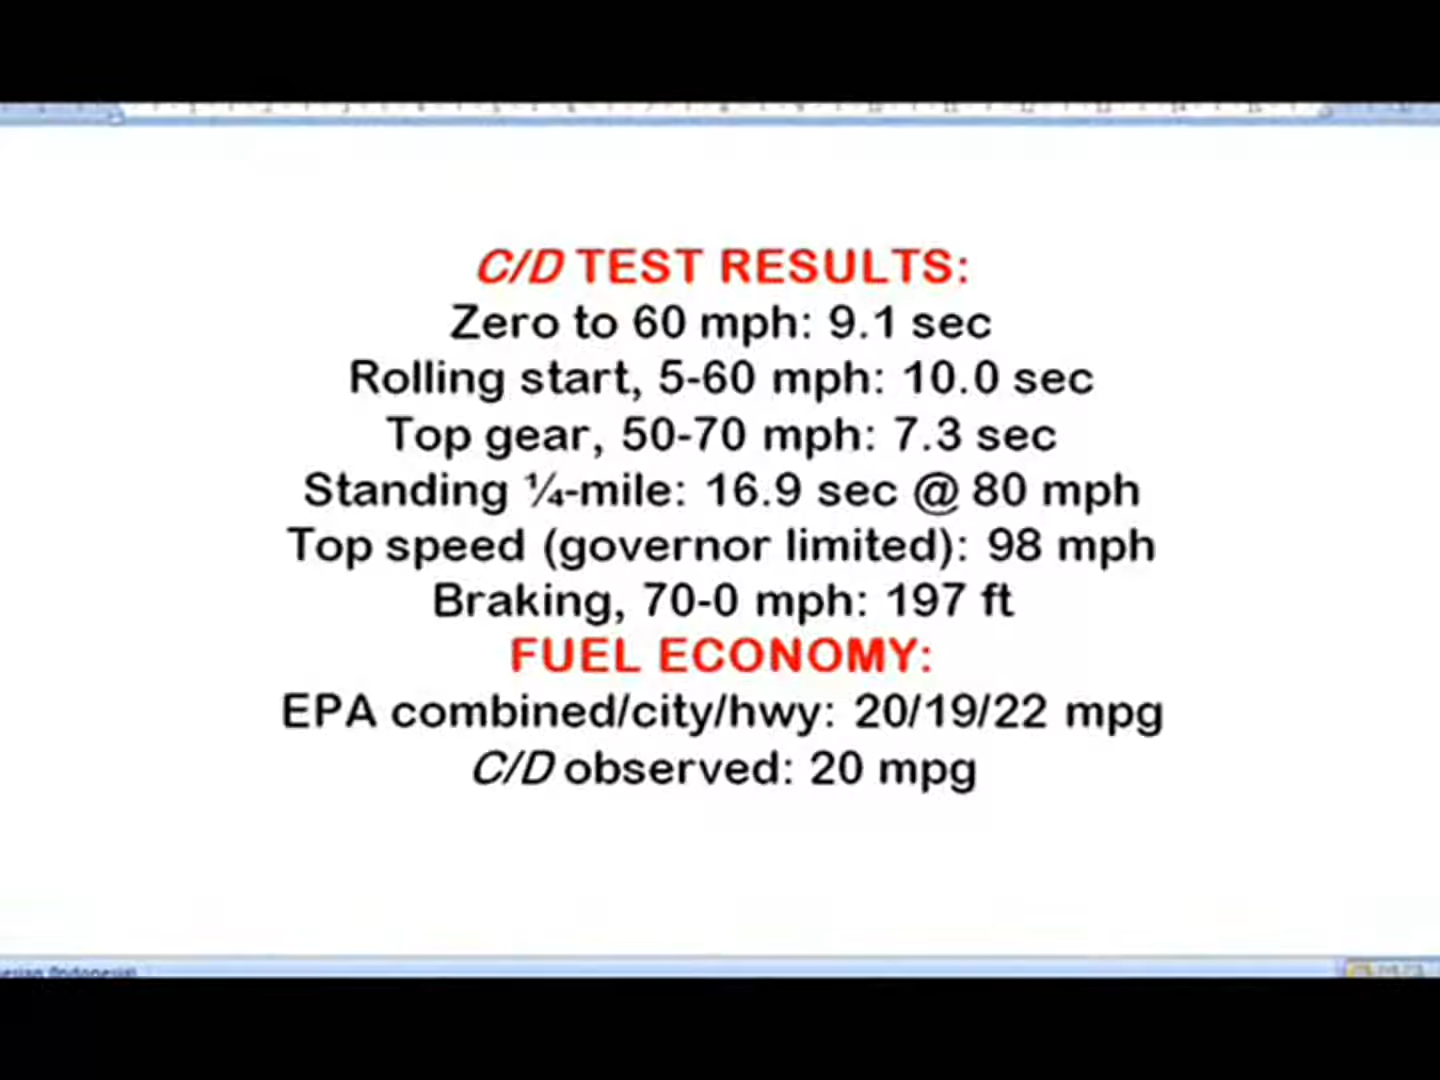 C/D TEST RESULTS:
Zero to 60 mph: 9.1 sec
Rolling start, 5-60 mph: 10.0 sec
Top gear, 50-70 mph: 7.3 sec
Standing ¼-mile: 16.9 sec @ 80 mph
Top speed (governor limited): 98 mph
Braking, 70-0 mph: 197 ft
FUEL ECONOMY:
EPA combined/city/hwy: 20/19/22 mpg
C/D observed: 20 mpg